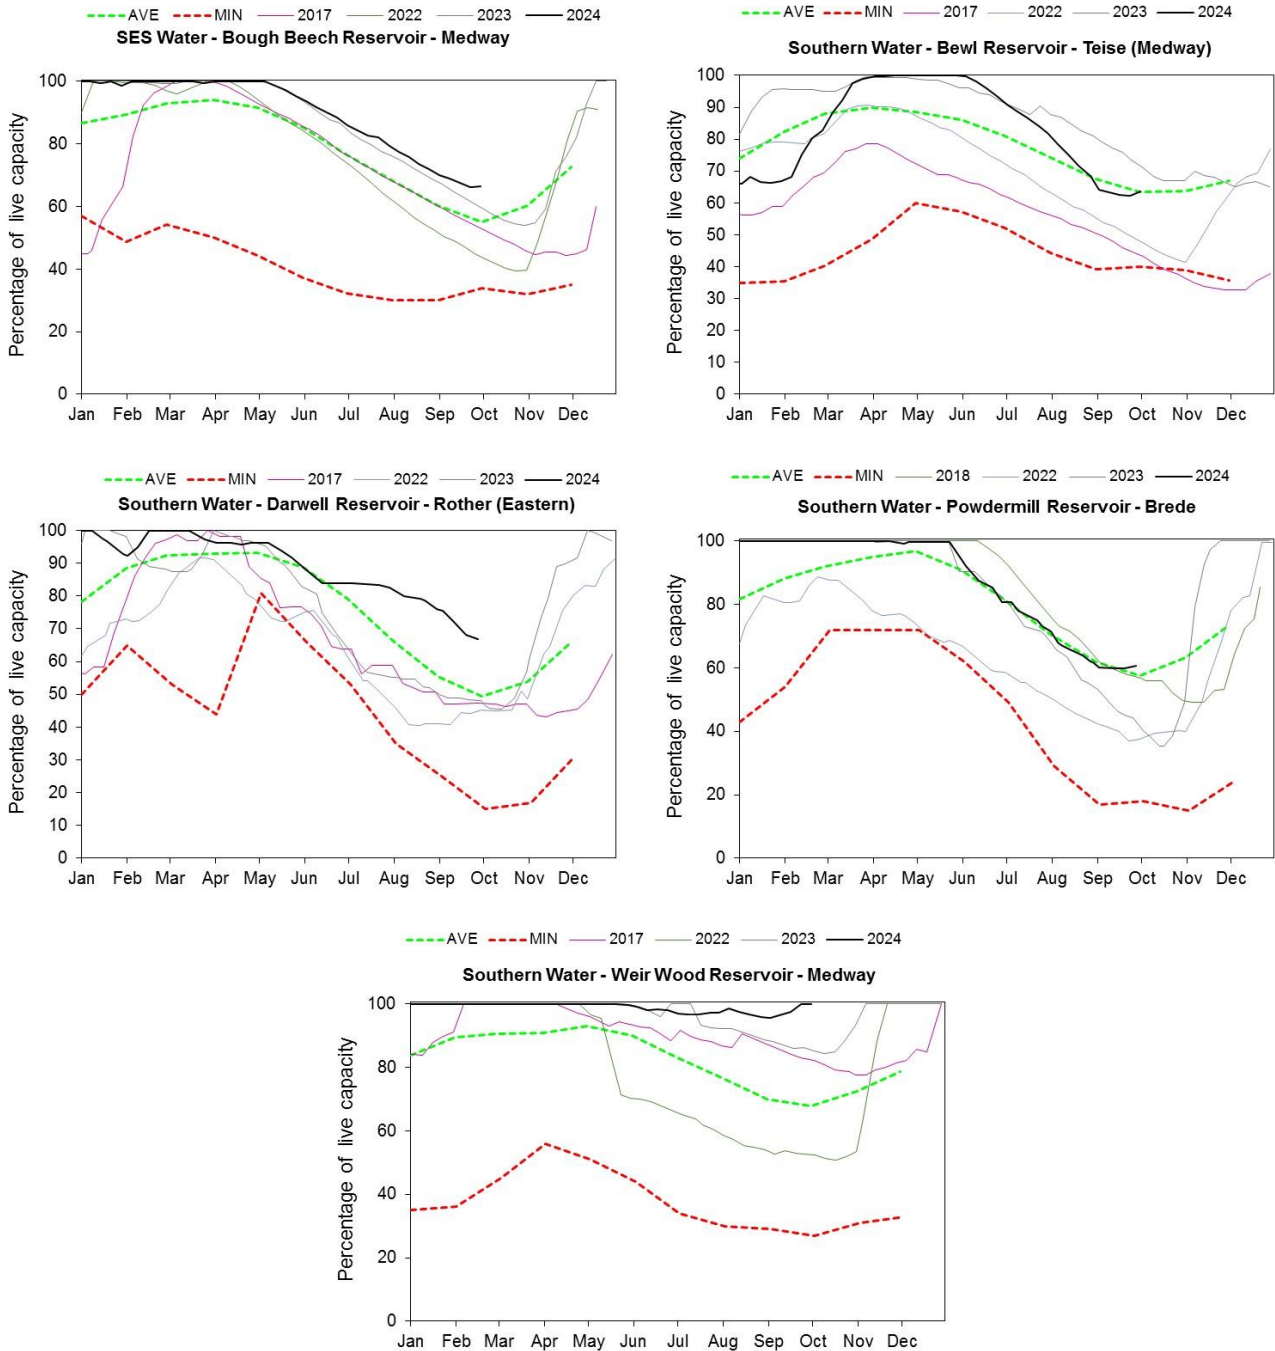 AVE MIN 2017 2022 2023 2024
SES Water - Bough Beech Reservoir - Medway
Percentage of live capacity
100
80
60
40
20
0
Jan Feb Mar Apr May Jun Jul Aug Sep Oct Nov Dec
AVE MIN 2017 2022 2023 2024
Southern Water - Bewl Reservoir - Teise (Medway)
Percentage of live capacity
100
90
80
70
60
50
40
30
20
10
0
Jan Feb Mar Apr May Jun Jul Aug Sep Oct Nov Dec
AVE MIN 2017 2022 2023 2024
Southern Water - Darwell Reservoir - Rother (Eastern)
Percentage of live capacity
100
90
80
70
60
50
40
30
20
10
0
Jan Feb Mar Apr May Jun Jul Aug Sep Oct Nov Dec
AVE MIN 2018 2022 2023 2024
Southern Water - Powdermill Reservoir - Brede
Percentage of live capacity
100
80
60
40
20
0
Jan Feb Mar Apr May Jun Jul Aug Sep Oct Nov Dec
AVE MIN 2017 2022 2023 2024
Southern Water - Weir Wood Reservoir - Medway
Percentage of live capacity
100
80
60
40
20
0
Jan Feb Mar Apr May Jun Jul Aug Sep Oct Nov Dec